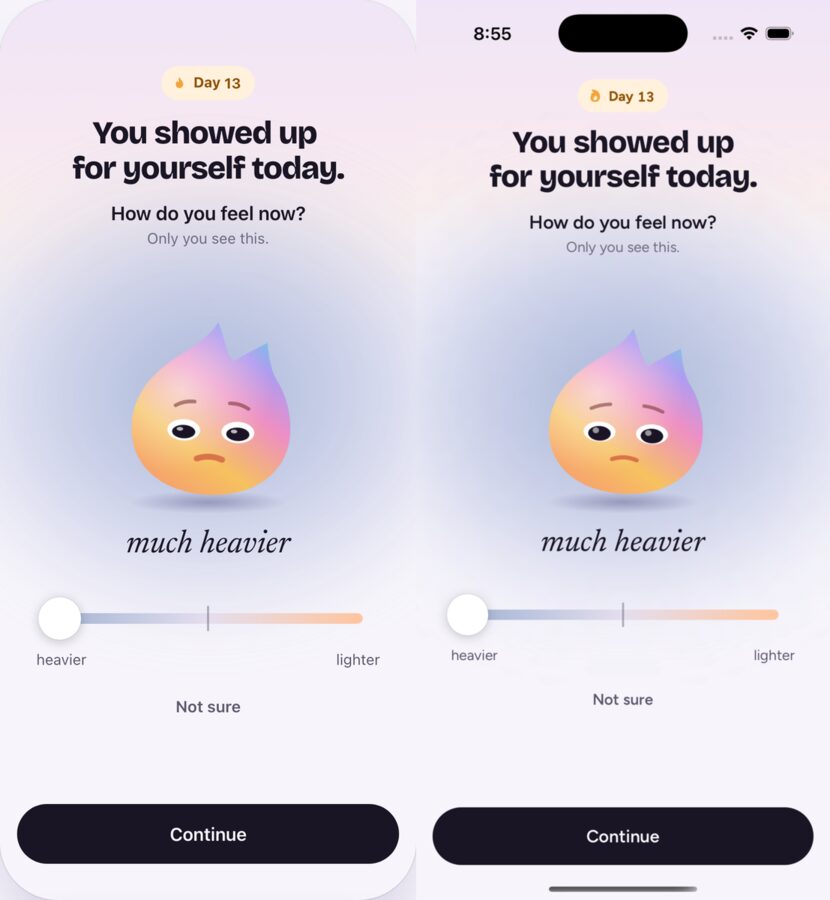 Day 13
You showed up
for yourself today.
How do you feel now?
Only you see this.
much heavier
heavier
lighter
Not sure
Continue
8:55
Day 13
You showed up
for yourself today.
How do you feel now?
Only you see this.
much heavier
heavier
lighter
Not sure
Continue